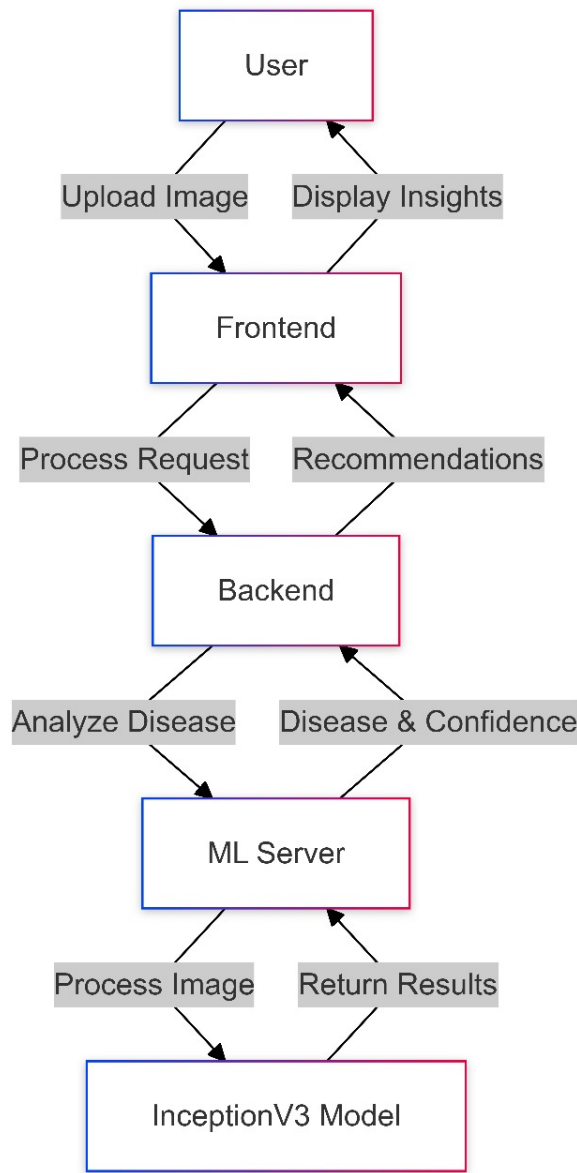 User
Upload Image
Display Insights
Frontend
Process Request
Recommendations
Backend
Analyze Disease
Disease & Confidence
ML Server
Process Image
Return Results
InceptionV3 Model